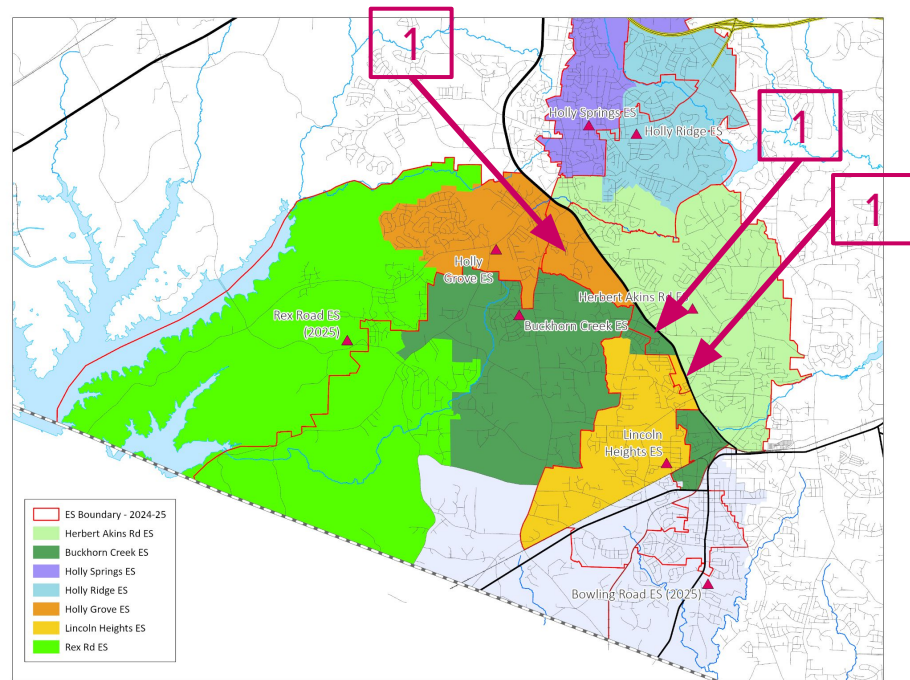 1
1
1
Holly Springs ES
Holly Ridge ES
Holly
Grove ES
Herbert Akins Rd E
Rex Road ES
(2025)
Buckhorn Creek ES
Lincoln
Heights ES
Bowling Road ES (2025)
ES Boundary - 2024-25
Herbert Akins Rd ES
Buckhorn Creek ES
Holly Springs ES
Holly Ridge ES
Holly Grove ES
Lincoln Heights ES
Rex Rd ES